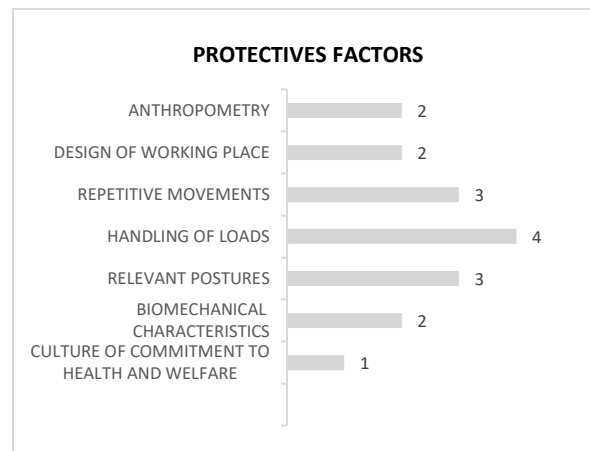 PROTECTIVES FACTORS
ANTHROPOMETRY 2
DESIGN OF WORKING PLACE 2
REPETITIVE MOVEMENTS 3
HANDLING OF LOADS 4
RELEVANT POSTURES 3
BIOMECHANICAL
CHARACTERISTICS 2
CULTURE OF COMMITMENT TO
HEALTH AND WELFARE 1